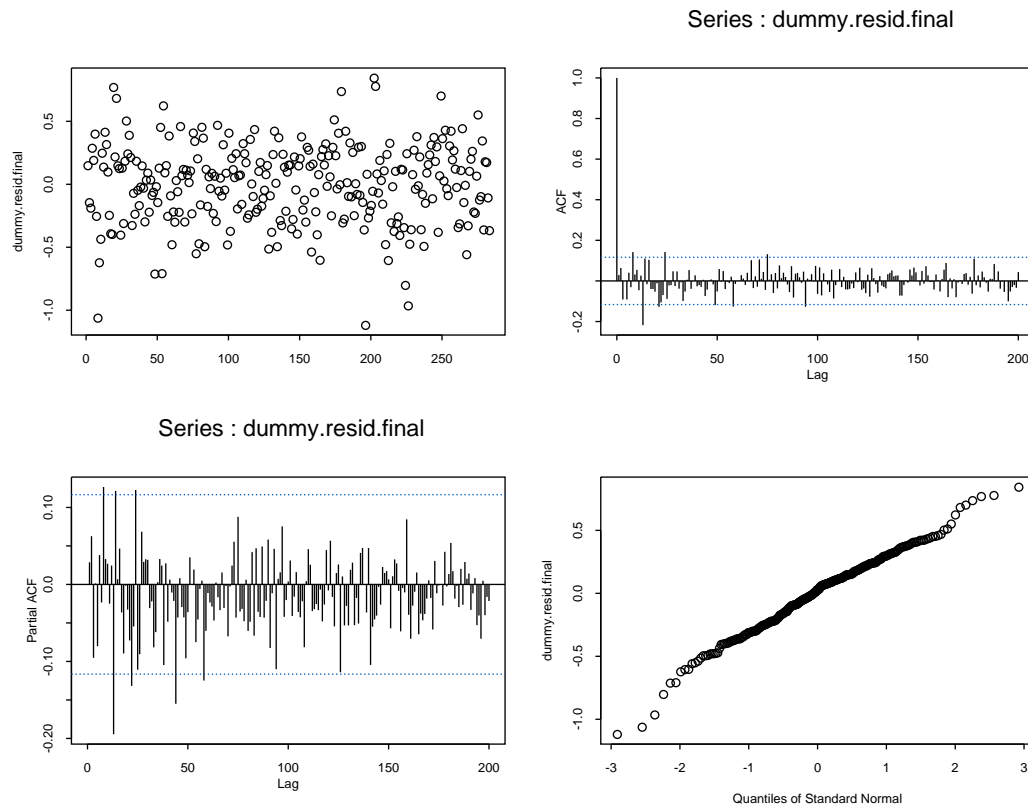 Series : dummy.resid.final
dummy.resid.final
0.5
0.0
-0.5
-1.0
0 50 100 150 200 250
ACF
1.0
0.8
0.6
0.4
0.2
0.0
-0.2
0 50 100 150 200
Lag
Series : dummy.resid.final
Partial ACF
0.10
0.0
-0.10
-0.20
0 50 100 150 200
Lag
dummy.resid.final
0.5
0.0
-0.5
-1.0
-3 -2 -1 0 1 2 3
Quantiles of Standard Normal